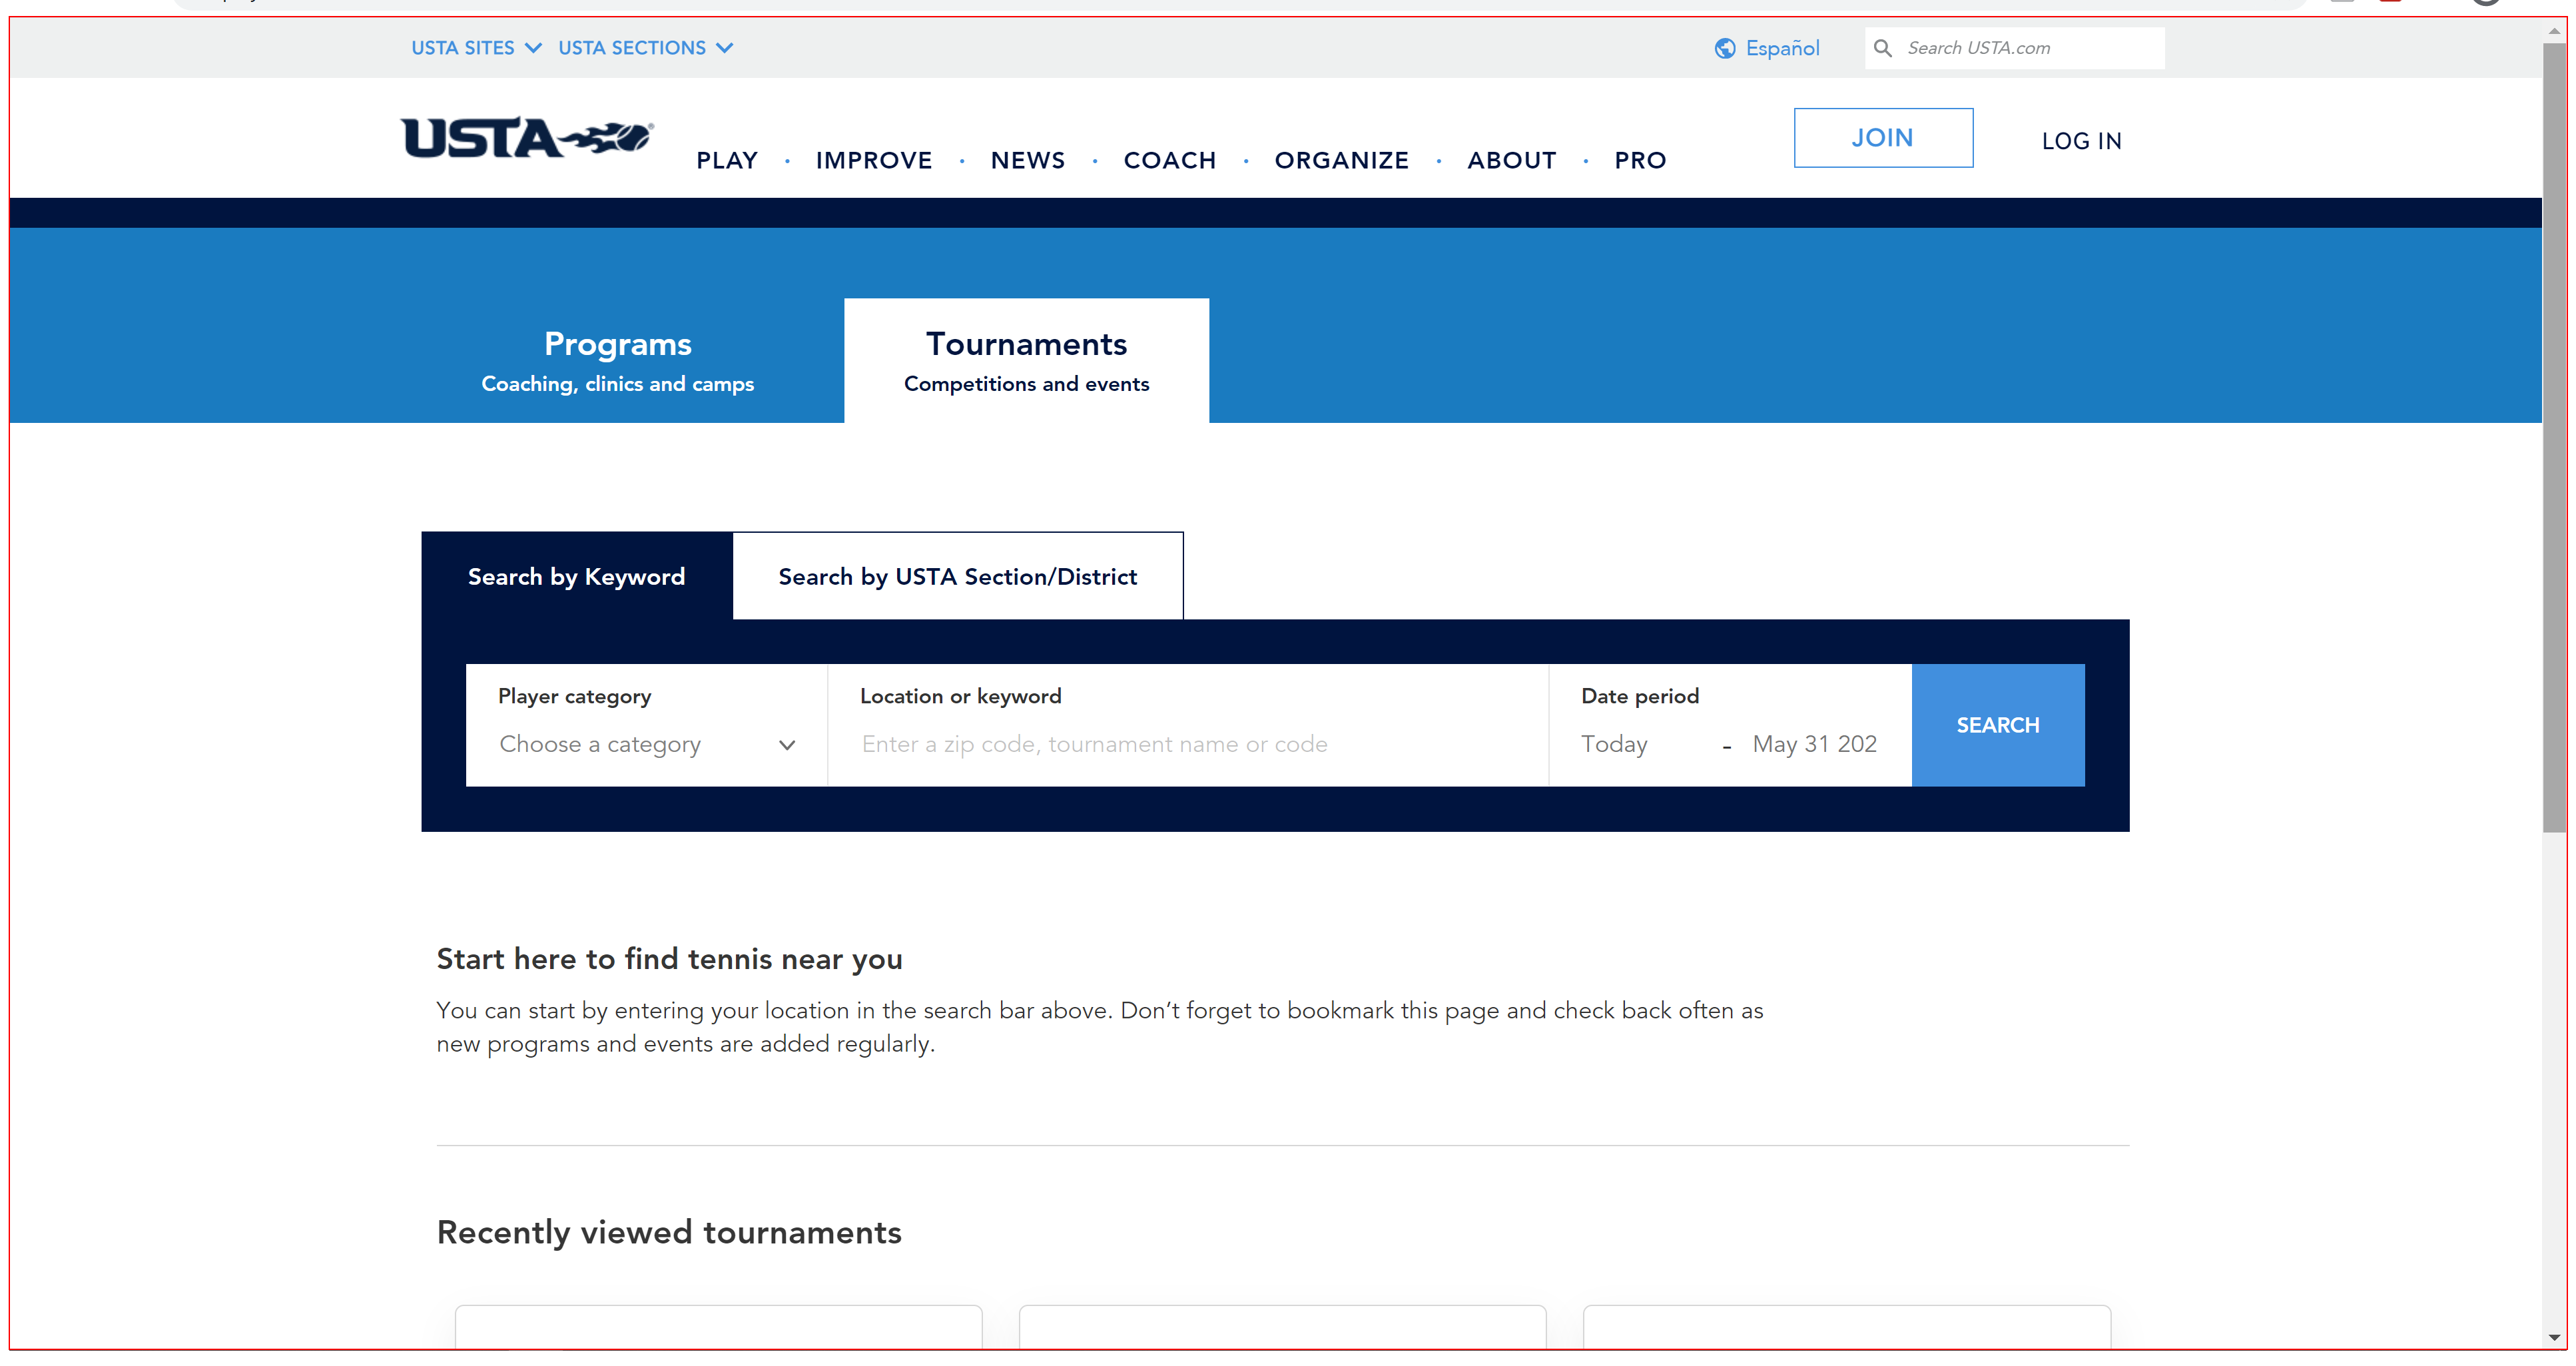 USTA SITES USTA SECTIONS Español Search USTA.com
USTA
PLAY · IMPROVE · NEWS · COACH · ORGANIZE · ABOUT · PRO JOIN LOG IN
Programs Tournaments
Coaching, clinics and camps Competitions and events
Search by Keyword Search by USTA Section/District
Player category Location or keyword Date period
Choose a category Enter a zip code, tournament name or code Today - May 31 202 SEARCH
Start here to find tennis near you
You can start by entering your location in the search bar above. Don’t forget to bookmark this page and check back often as
new programs and events are added regularly.
Recently viewed tournaments